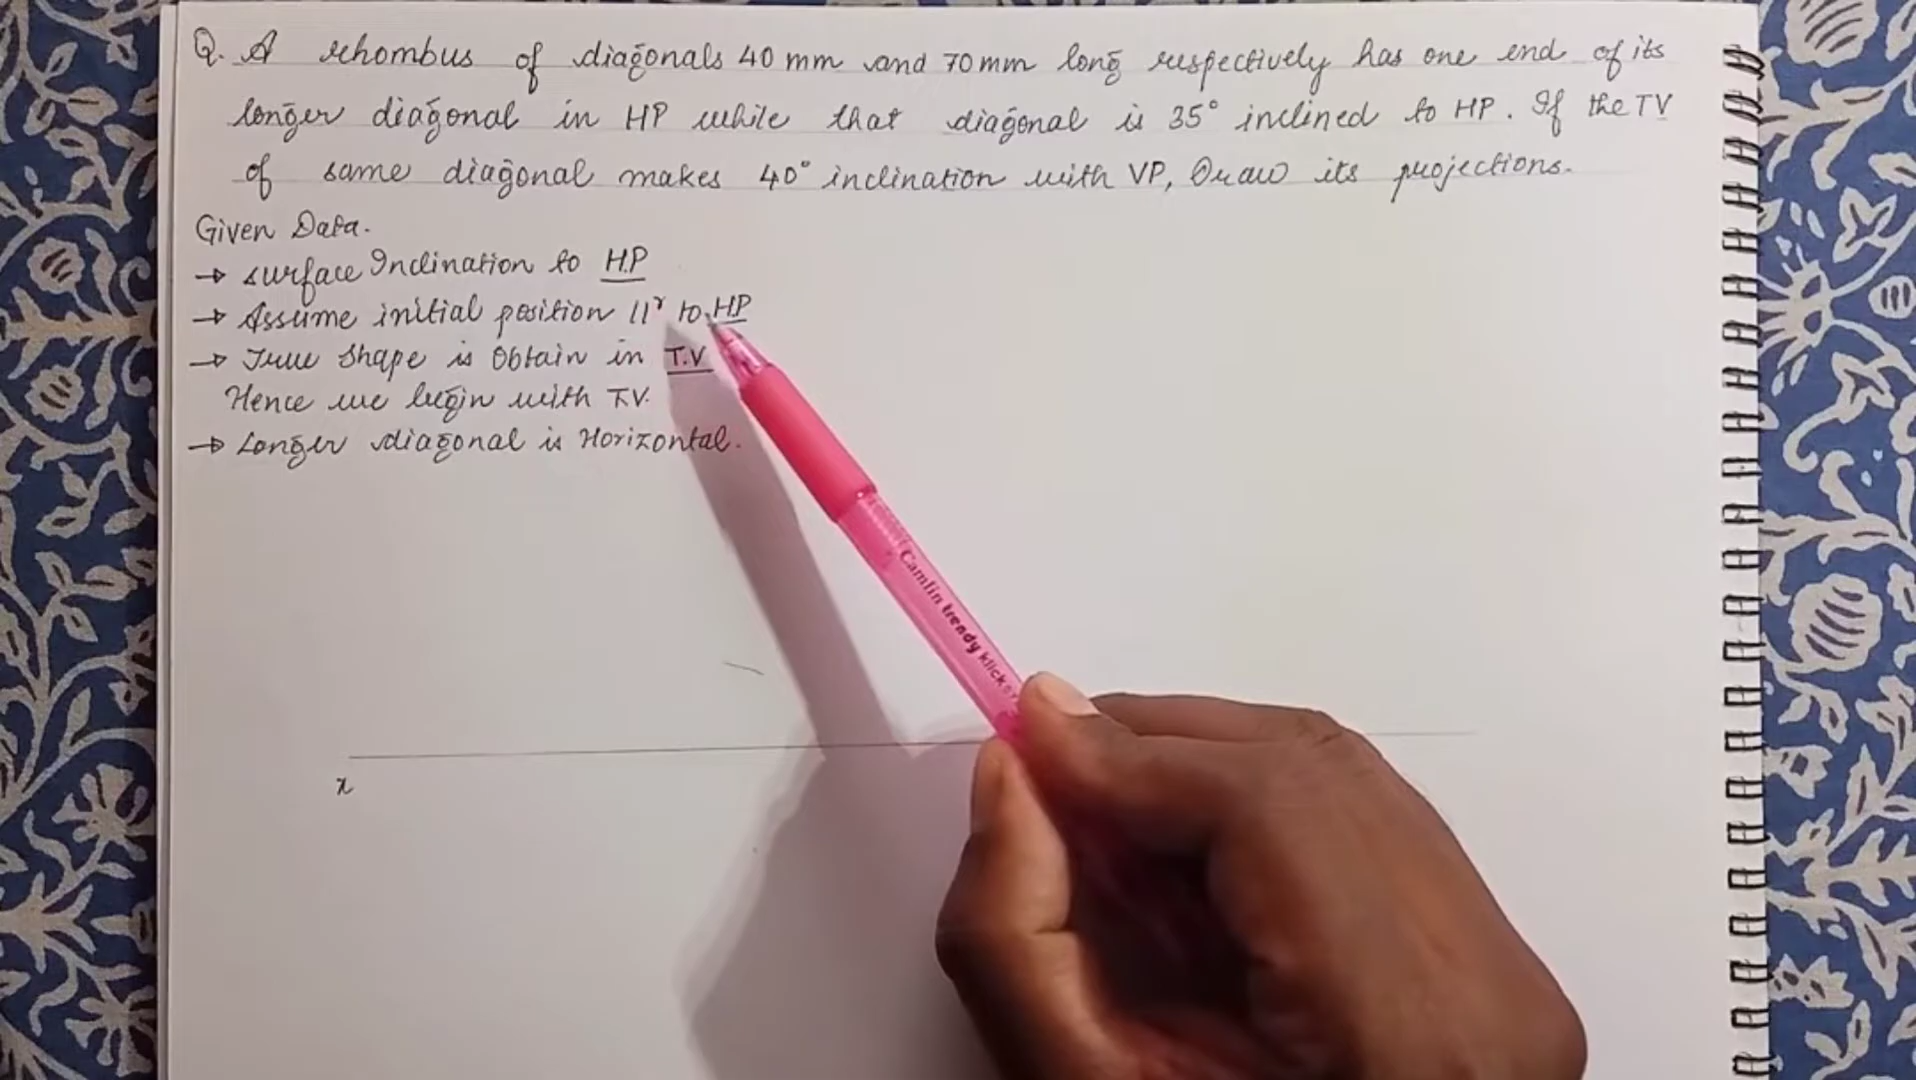 Q. A rhombus of diagonals 40 mm and 70 mm long respectively has one end of its
longer diagonal in HP while that diagonal is 35° inclined to HP. If the TV
of same diagonal makes 40° inclination with VP, Draw its projections.
Given Data.
→ surface Inclination to H.P
→ Assume initial position 11ʳ to HP
→ True shape is Obtain in T.V
Hence we begin with T.V.
→ Longer diagonal is Horizontal.
Camlin trendy klicker
x